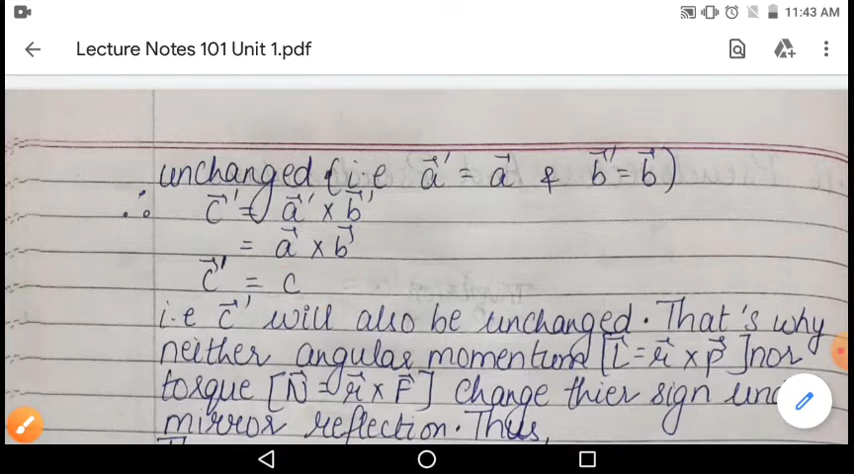 11:43 AM
Lecture Notes 101 Unit 1.pdf
unchanged (i.e a⃗' = a⃗ & b⃗' = b⃗)
∴ c⃗' = a⃗' × b⃗'
= a⃗ × b⃗
c⃗' = c
i.e c⃗' will also be unchanged. That's why
neither angular momentum [L⃗ = r⃗ × p⃗] nor
torque [N⃗ = r⃗ × F⃗] change thier sign und
mirror reflection. Thus,